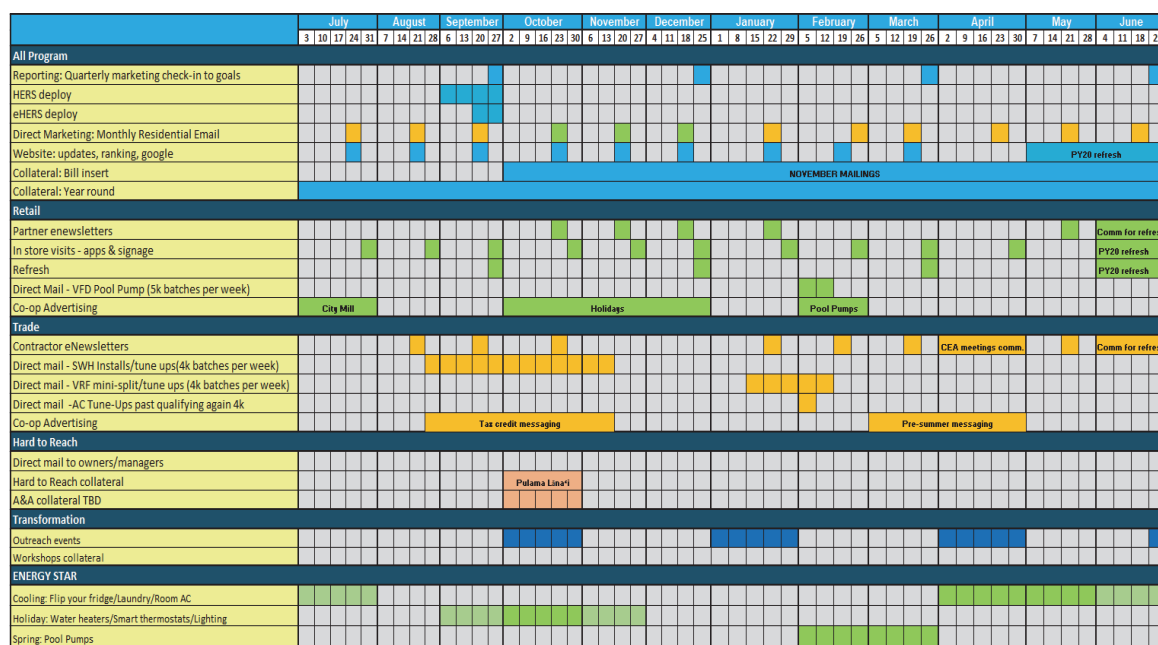 July August September October November December January February March April May June
3 10 17 24 31 7 14 21 28 6 13 20 27 2 9 16 23 30 6 13 20 27 4 11 18 25 1 8 15 22 29 5 12 19 26 5 12 19 26 2 9 16 23 30 7 14 21 28 4 11 18
All Program
Reporting: Quarterly marketing check-in to goals
HERS deploy
eHERS deploy
Direct Marketing: Monthly Residential Email
Website: updates, ranking, google PY20 refresh
Collateral: Bill insert NOVEMBER MAILINGS
Collateral: Year round
Retail
Partner enewsletters Comm for refres
In store visits - apps & signage PY20 refresh
Refresh PY20 refresh
Direct Mail - VFD Pool Pump (5k batches per week)
Co-op Advertising City Mill Holidays Pool Pumps
Trade
Contractor eNewsletters CEA meetings comm. Comm for refres
Direct mail - SWH Installs/tune ups(4k batches per week)
Direct mail - VRF mini-split/tune ups (4k batches per week)
Direct mail -AC Tune-Ups past qualifying again 4k
Co-op Advertising Tax credit messaging Pre-summer messaging
Hard to Reach
Direct mail to owners/managers
Hard to Reach collateral Pulama Lina'i
A&A collateral TBD
Transformation
Outreach events
Workshops collateral
ENERGY STAR
Cooling: Flip your fridge/Laundry/Room AC
Holiday: Water heaters/Smart thermostats/Lighting
Spring: Pool Pumps